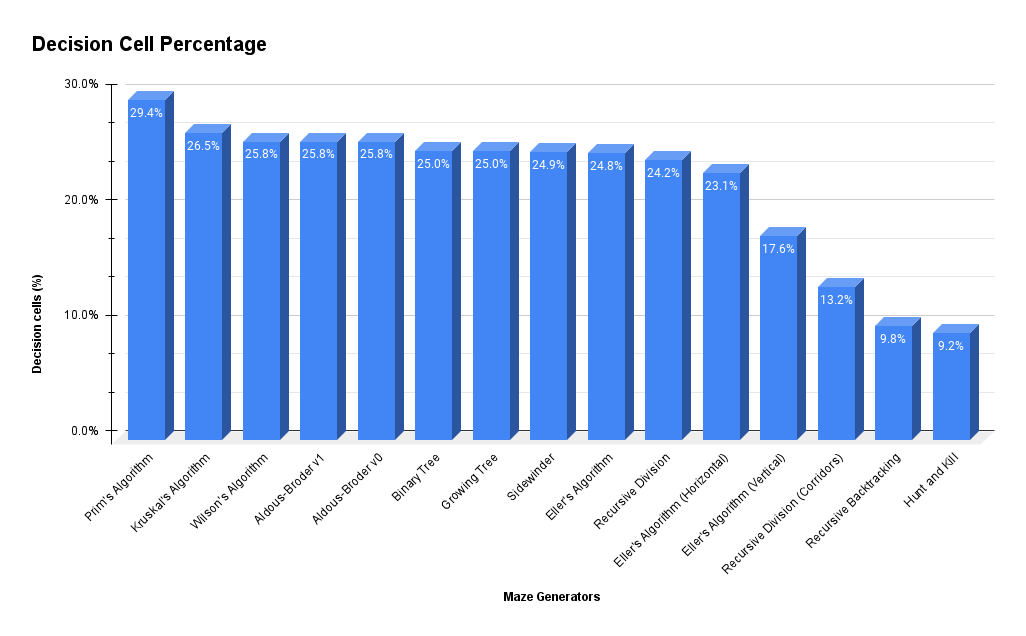 Decision Cell Percentage
Decision cells (%)
30.0%
20.0%
10.0%
0.0%
29.4%
26.5%
25.8%
25.8%
25.8%
25.0%
25.0%
24.9%
24.8%
24.2%
23.1%
17.6%
13.2%
9.8%
9.2%
Prim's Algorithm
Kruskal's Algorithm
Wilson's Algorithm
Aldous-Broder v1
Aldous-Broder v0
Binary Tree
Growing Tree
Sidewinder
Eller's Algorithm
Recursive Division
Eller's Algorithm (Horizontal)
Eller's Algorithm (Vertical)
Recursive Division (Corridors)
Recursive Backtracking
Hunt and Kill
Maze Generators